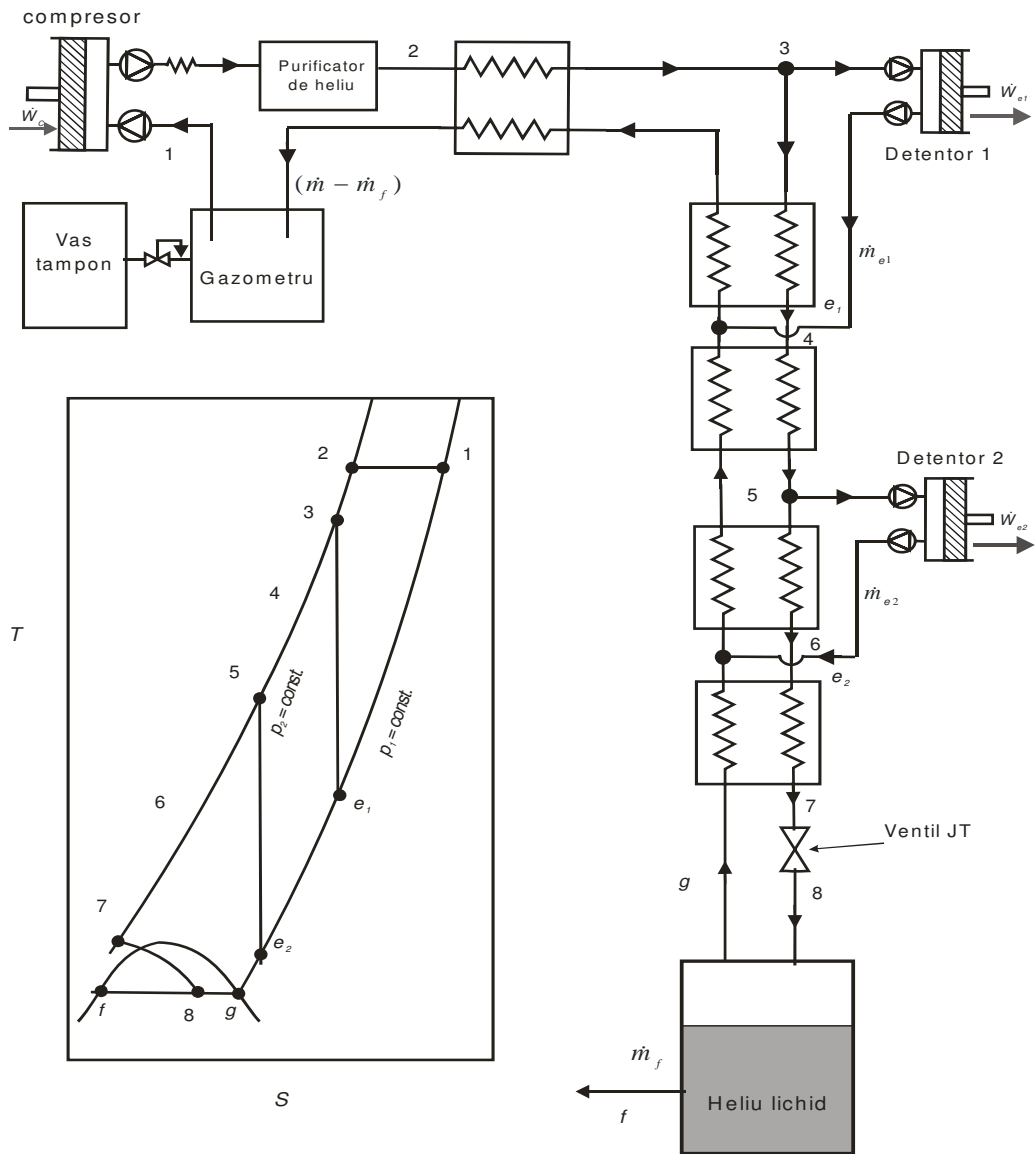 compresor
Ẇc
1
Purificator
de heliu
2
3
Ẇe1
Detentor 1
(ṁ − ṁf)
Vas
tampon
Gazometru
ṁe1
e1
4
5
Detentor 2
Ẇe2
ṁe2
6
e2
7
Ventil JT
8
g
ṁf
f
Heliu lichid
T
S
2
1
3
4
5
p2 = const.
p1 = const.
6
e1
7
e2
f
8
g